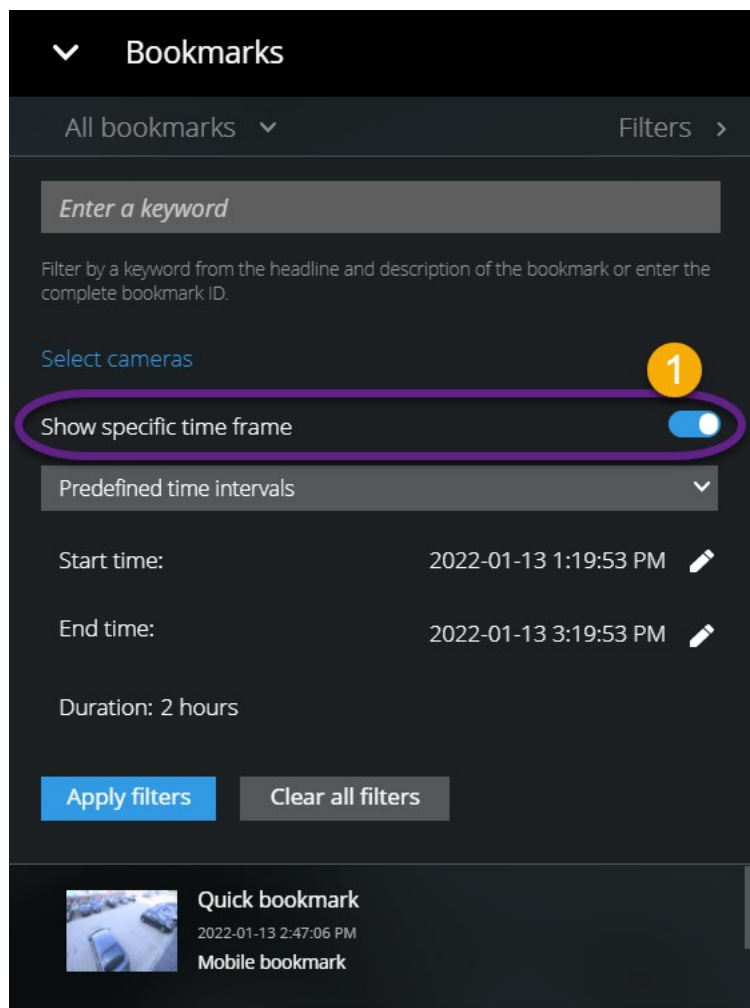 Bookmarks
All bookmarks Filters
Enter a keyword
Filter by a keyword from the headline and description of the bookmark or enter the
complete bookmark ID.
Select cameras
1
Show specific time frame
Predefined time intervals
Start time: 2022-01-13 1:19:53 PM
End time: 2022-01-13 3:19:53 PM
Duration: 2 hours
Apply filters Clear all filters
Quick bookmark
2022-01-13 2:47:06 PM
Mobile bookmark